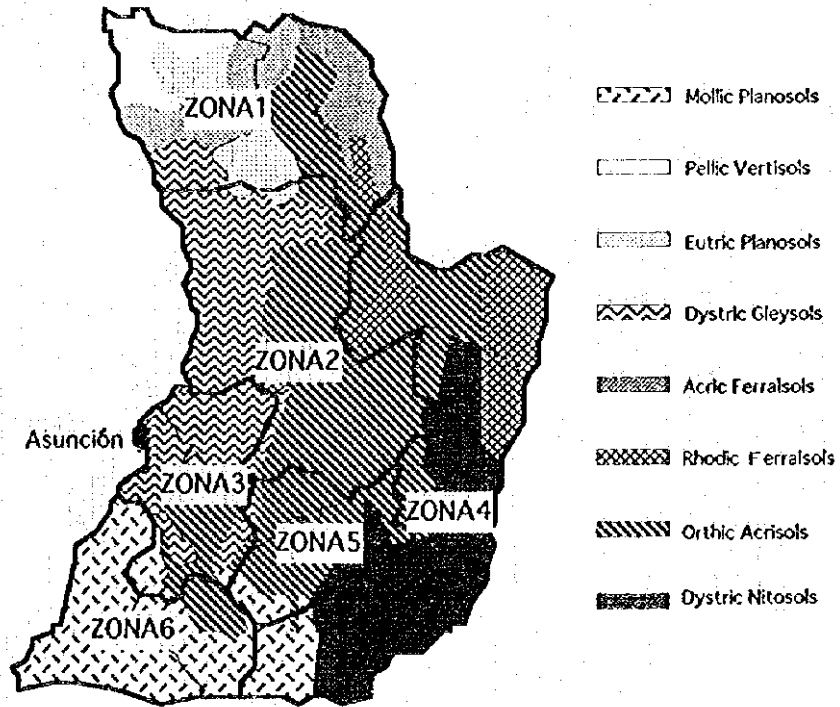 ZONA1
ZONA2
Asunción
ZONA3
ZONA4
ZONA5
ZONA6
Mollic Planosols
Pellic Vertisols
Eutric Planosols
Dystric Gleysols
Acric Ferralsols
Rhodic Ferralsols
Orthic Acrisols
Dystric Nitosols